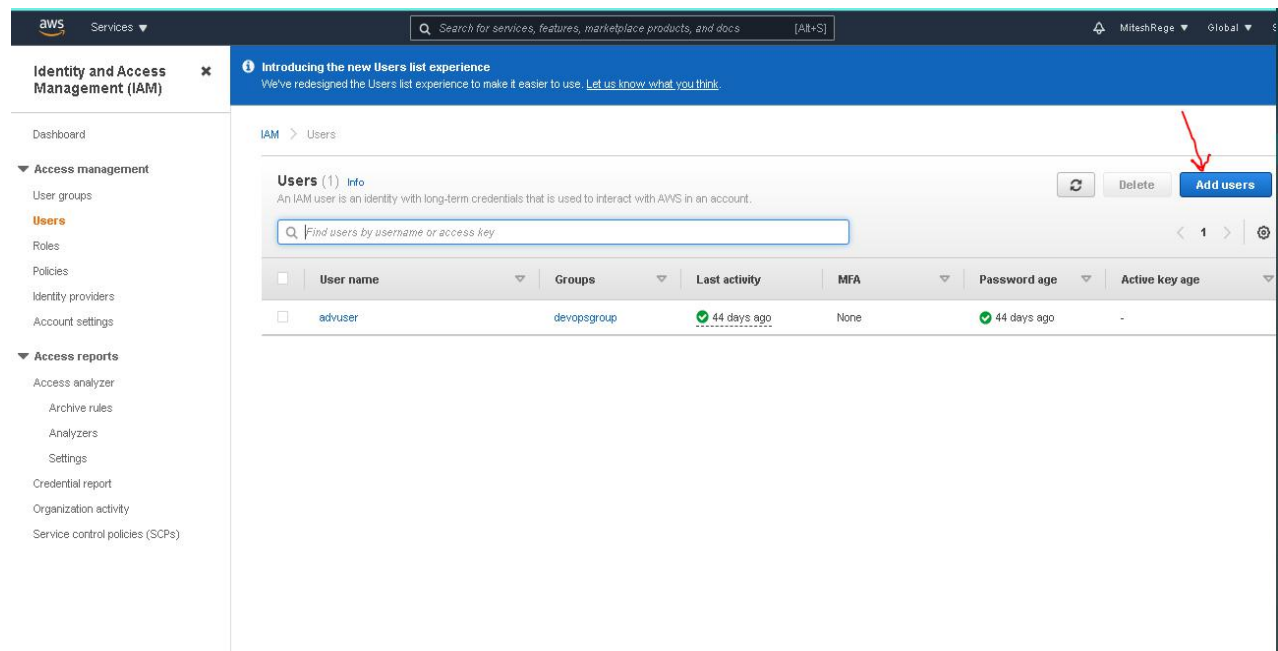 aws Services ▼ Search for services, features, marketplace products, and docs [Alt+S] MiteshRege ▼ Global ▼
Identity and Access
Management (IAM)
Introducing the new Users list experience
We've redesigned the Users list experience to make it easier to use. Let us know what you think.
Dashboard
Access management
User groups
Users
Roles
Policies
Identity providers
Account settings
Access reports
Access analyzer
Archive rules
Analyzers
Settings
Credential report
Organization activity
Service control policies (SCPs)
IAM > Users
Users (1) Info
An IAM user is an identity with long-term credentials that is used to interact with AWS in an account.
Delete Add users
Find users by username or access key
< 1 >
User name Groups Last activity MFA Password age Active key age
advuser devopsgroup 44 days ago None 44 days ago -